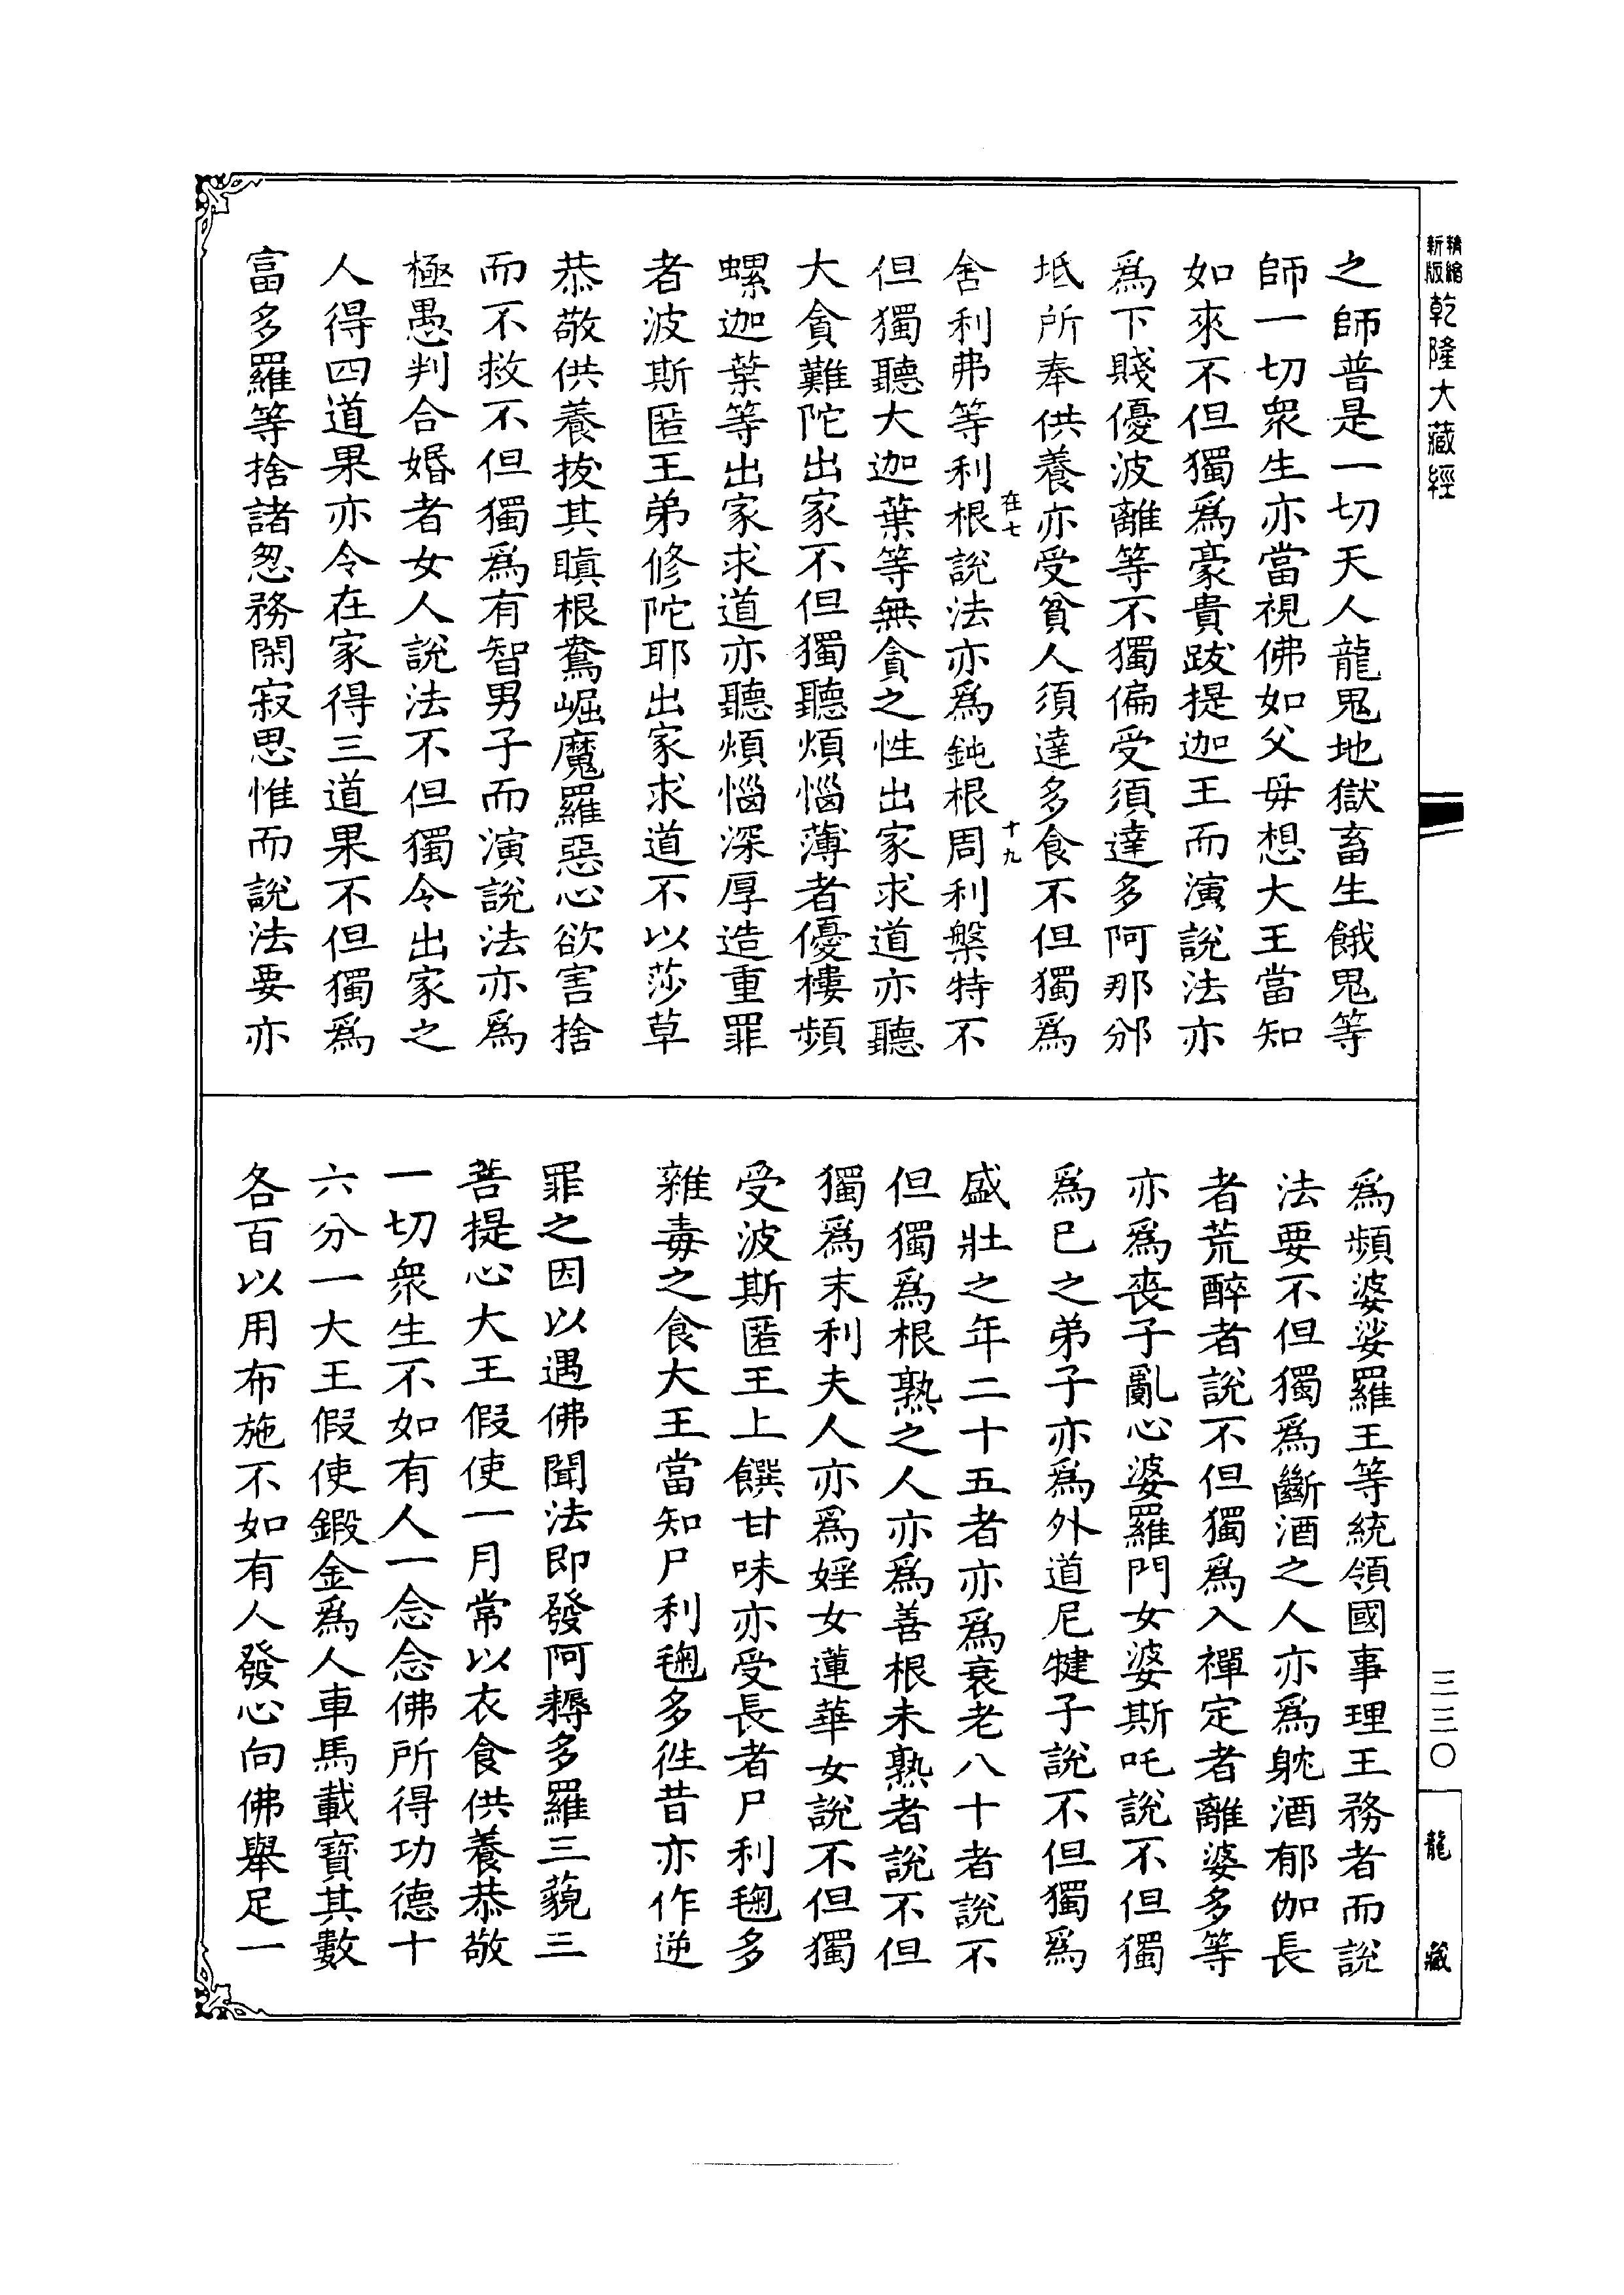 新版精縮乾隆大藏經
三三〇
龍藏
之師普是一切天人龍鬼地獄畜生餓鬼等
師一切衆生亦當視佛如父母想大王當知
如來不但獨爲豪貴跋提迦王而演說法亦
爲下賤優波離等不獨偏受須達多阿那邠
坻所奉供養亦受貧人須達多食不但獨爲
在七
十九
舍利弗等利根說法亦爲鈍根周利槃特不
但獨聽大迦葉等無貪之性出家求道亦聽
大貪難陀出家不但獨聽煩惱薄者優樓頻
螺迦葉等出家求道亦聽煩惱深厚造重罪
者波斯匿王弟修陀耶出家求道不以莎草
恭敬供養拔其瞋根鴦崛魔羅惡心欲害捨
而不救不但獨爲有智男子而演說法亦爲
極愚判合婚者女人說法不但獨令出家之
人得四道果亦令在家得三道果不但獨爲
富多羅等捨諸怱務閑寂思惟而說法要亦
爲頻婆娑羅王等統領國事理王務者而說
法要不但獨爲斷酒之人亦爲躭酒郁伽長
者荒醉者說不但獨爲入禪定者離婆多等
亦爲喪子亂心婆羅門女婆斯吒說不但獨
爲已之弟子亦爲外道尼犍子說不但獨爲
盛壯之年二十五者亦爲衰老八十者說不
但獨爲根熟之人亦爲善根未熟者說不但
獨爲末利夫人亦爲婬女蓮華女說不但獨
受波斯匿王上饌甘味亦受長者尸利毱多
雜毒之食大王當知尸利毱多徃昔亦作逆
罪之因以遇佛聞法即發阿耨多羅三藐三
菩提心大王假使一月常以衣食供養恭敬
一切衆生不如有人一念念佛所得功德十
六分一大王假使鍛金爲人車馬載寶其數
各百以用布施不如有人發心向佛舉足一